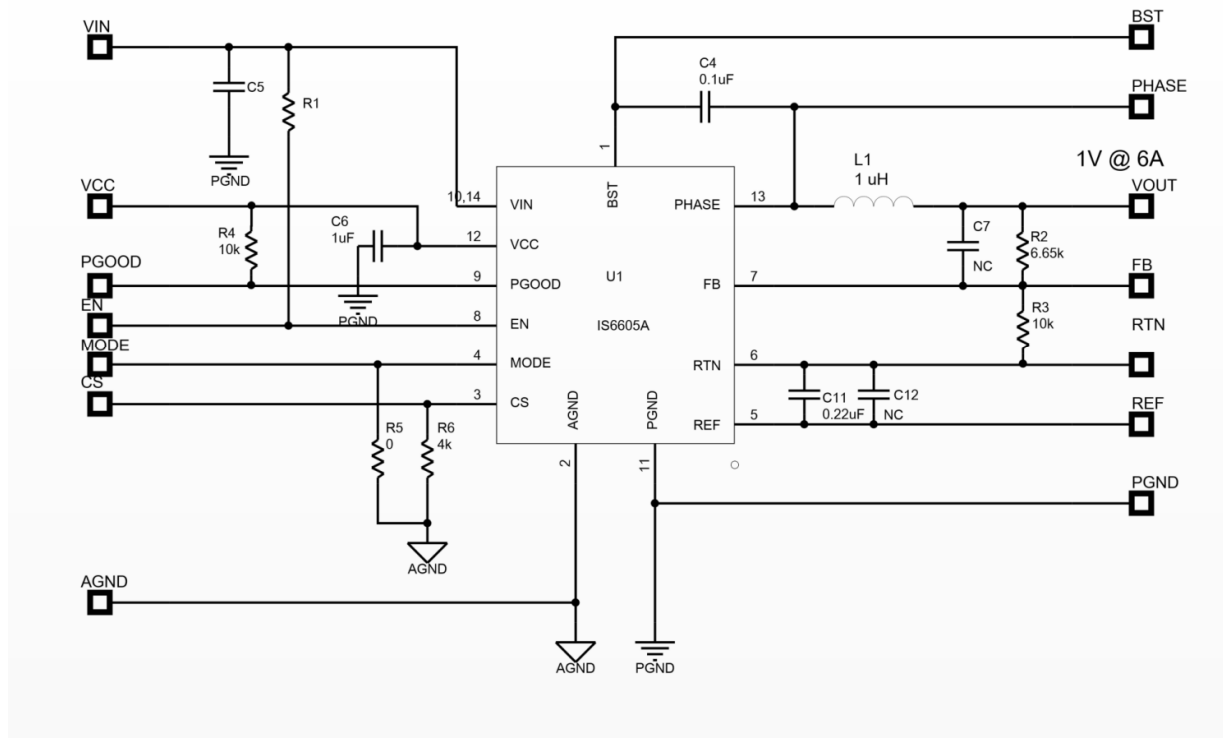 VIN
BST
C4
0.1uF
C5
R1
PHASE
PGND
1
L1
1 uH
1V @ 6A
VCC
10,14
VIN
BST
PHASE
13
VOUT
R4
10k
C6
1uF
12
VCC
C7
NC
R2
6.65k
PGOOD
9
PGOOD
U1
FB
7
FB
PGND
R3
10k
EN
8
EN
IS6605A
RTN
MODE
4
MODE
RTN
6
CS
3
CS
AGND
PGND
C11
0.22uF
C12
NC
REF
5
REF
R5
0
R6
4k
2
11
PGND
AGND
AGND
AGND
PGND